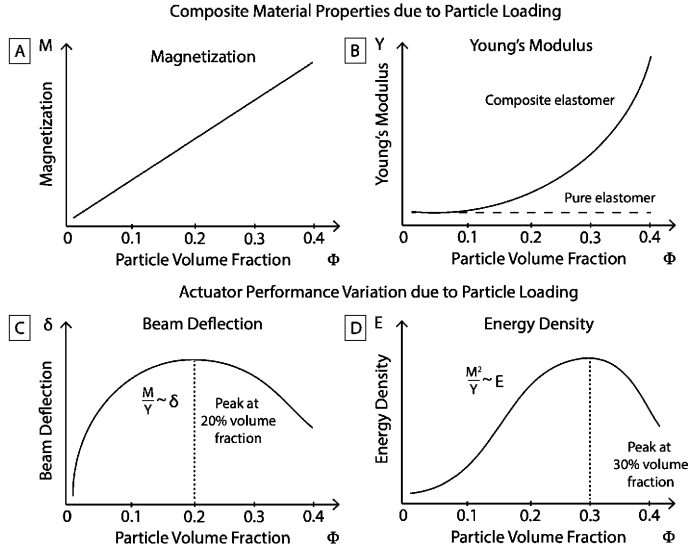 Composite Material Properties due to Particle Loading
A
M
Magnetization
Magnetization
0
0.1
0.2
0.3
0.4
Particle Volume Fraction
Φ
B
Y
Young's Modulus
Young's Modulus
Composite elastomer
Pure elastomer
0
0.1
0.2
0.3
0.4
Particle Volume Fraction
Φ
Actuator Performance Variation due to Particle Loading
C
δ
Beam Deflection
Beam Deflection
M/Y ~ δ
Peak at
20% volume
fraction
0
0.1
0.2
0.3
0.4
Particle Volume Fraction
Φ
D
E
Energy Density
Energy Density
M²/Y ~ E
Peak at
30% volume
fraction
0
0.1
0.2
0.3
0.4
Particle Volume Fraction
Φ